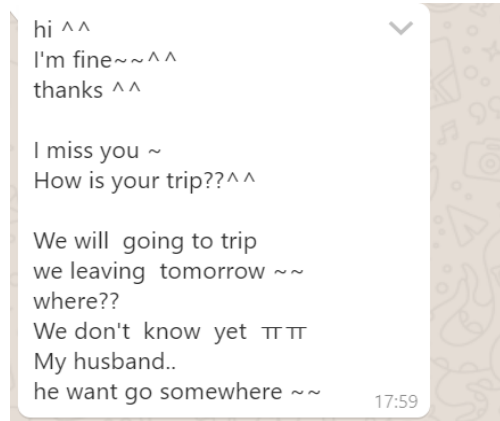 hi ^^
I'm fine~~^^
thanks ^^
I miss you ~
How is your trip??^^
We will  going to trip
we leaving  tomorrow ~~
where??
We don't  know  yet ㅠㅠ
My husband..
he want go somewhere ~~
17:59